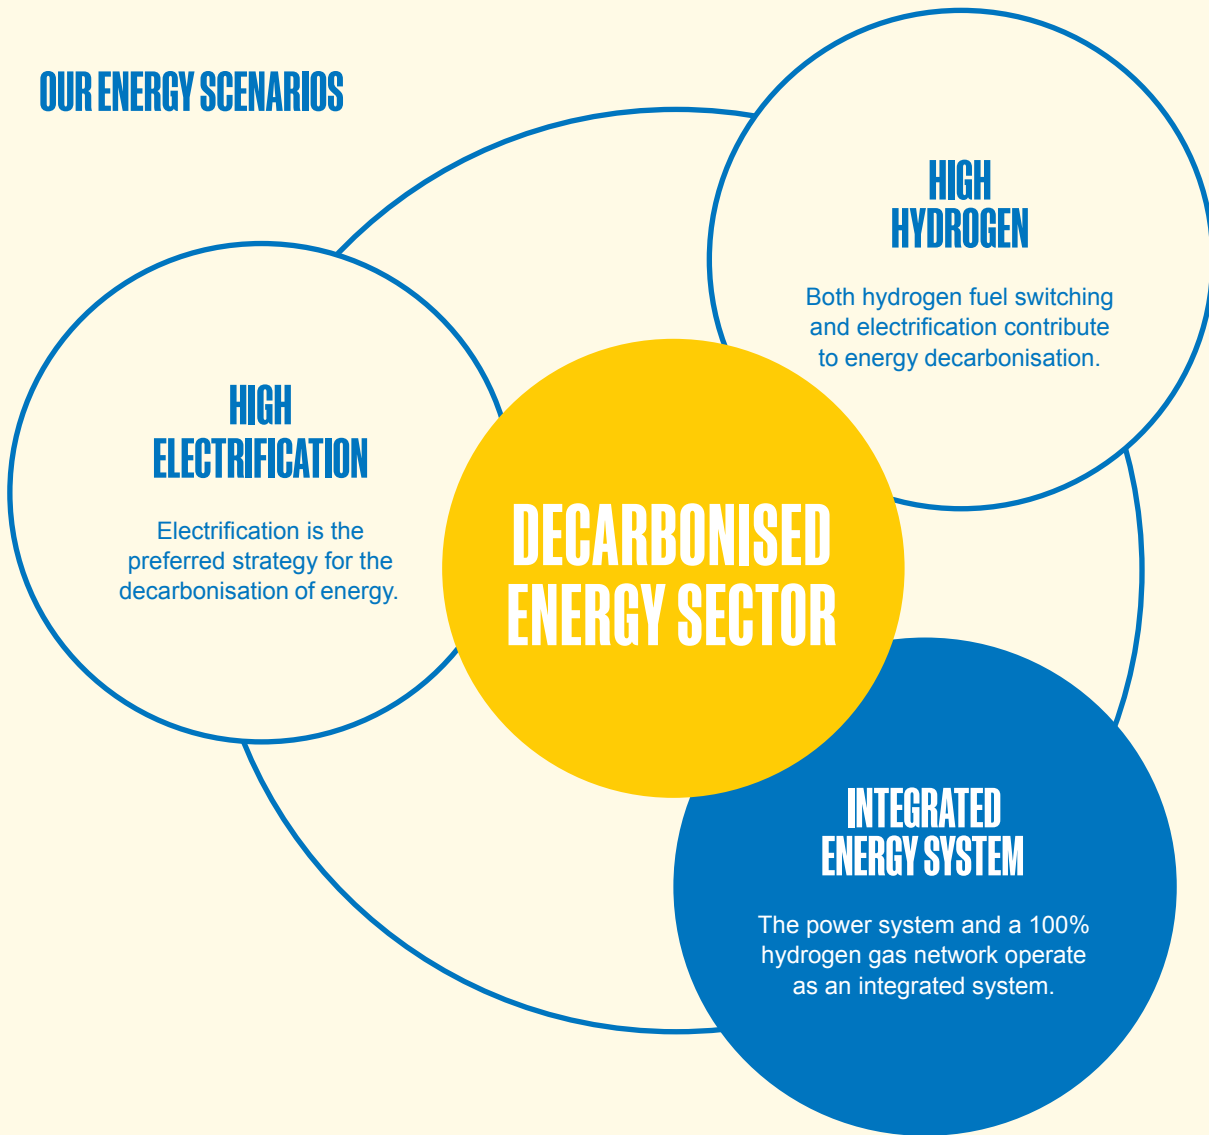 OUR ENERGY SCENARIOS
HIGH
HYDROGEN
Both hydrogen fuel switching
and electrification contribute
to energy decarbonisation.
HIGH
ELECTRIFICATION
Electrification is the
preferred strategy for the
decarbonisation of energy.
DECARBONISED
ENERGY SECTOR
INTEGRATED
ENERGY SYSTEM
The power system and a 100%
hydrogen gas network operate
as an integrated system.